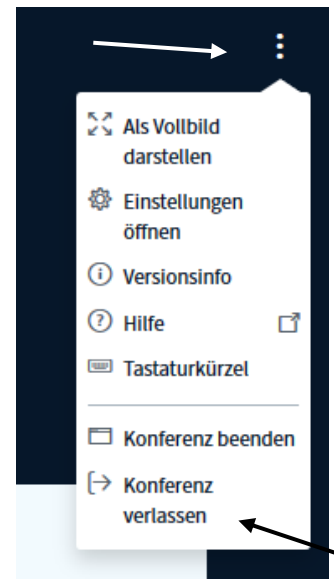 Als Vollbild
darstellen
Einstellungen
öffnen
Versionsinfo
Hilfe
Tastaturkürzel
Konferenz beenden
Konferenz
verlassen